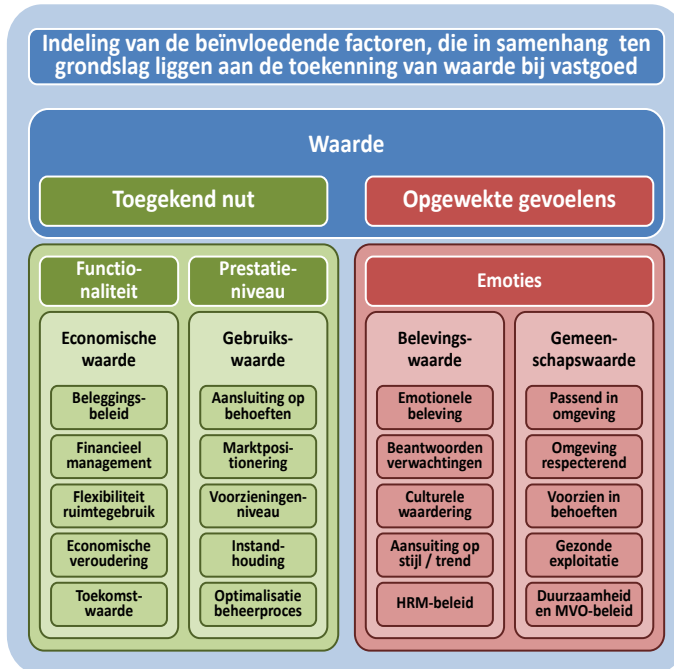 Indeling van de beïnvloedende factoren, die in samenhang ten
grondslag liggen aan de toekenning van waarde bij vastgoed
Waarde
Toegekend nut
Opgewekte gevoelens
Functio-
naliteit
Prestatie-
niveau
Emoties
Economische
waarde
Beleggings-
beleid
Financieel
management
Flexibiliteit
ruimtegebruik
Economische
veroudering
Toekomst-
waarde
Gebruiks-
waarde
Aansluiting op
behoeften
Marktpo-
sitionering
Voorzieningen-
niveau
Instand-
houding
Optimalisatie
beheerproces
Belevings-
waarde
Emotionele
beleving
Beantwoorden
verwachtingen
Culturele
waardering
Aansuiting op
stijl / trend
HRM-beleid
Gemeen-
schapswaarde
Passend in
omgeving
Omgeving
respecterend
Voorzien in
behoeften
Gezonde
exploitatie
Duurzaamheid
en MVO-beleid